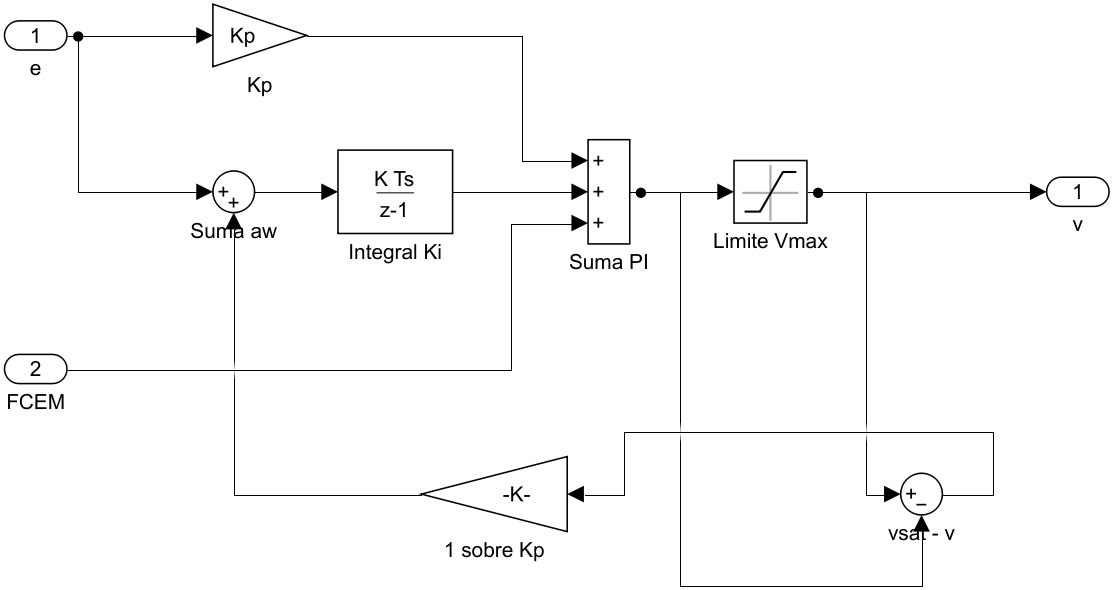 1
e
Kp
Kp
+
+
Suma aw
K Ts
z-1
Integral Ki
+
+
+
Suma PI
Limite Vmax
1
v
2
FCEM
-K-
1 sobre Kp
+
−
vsat - v